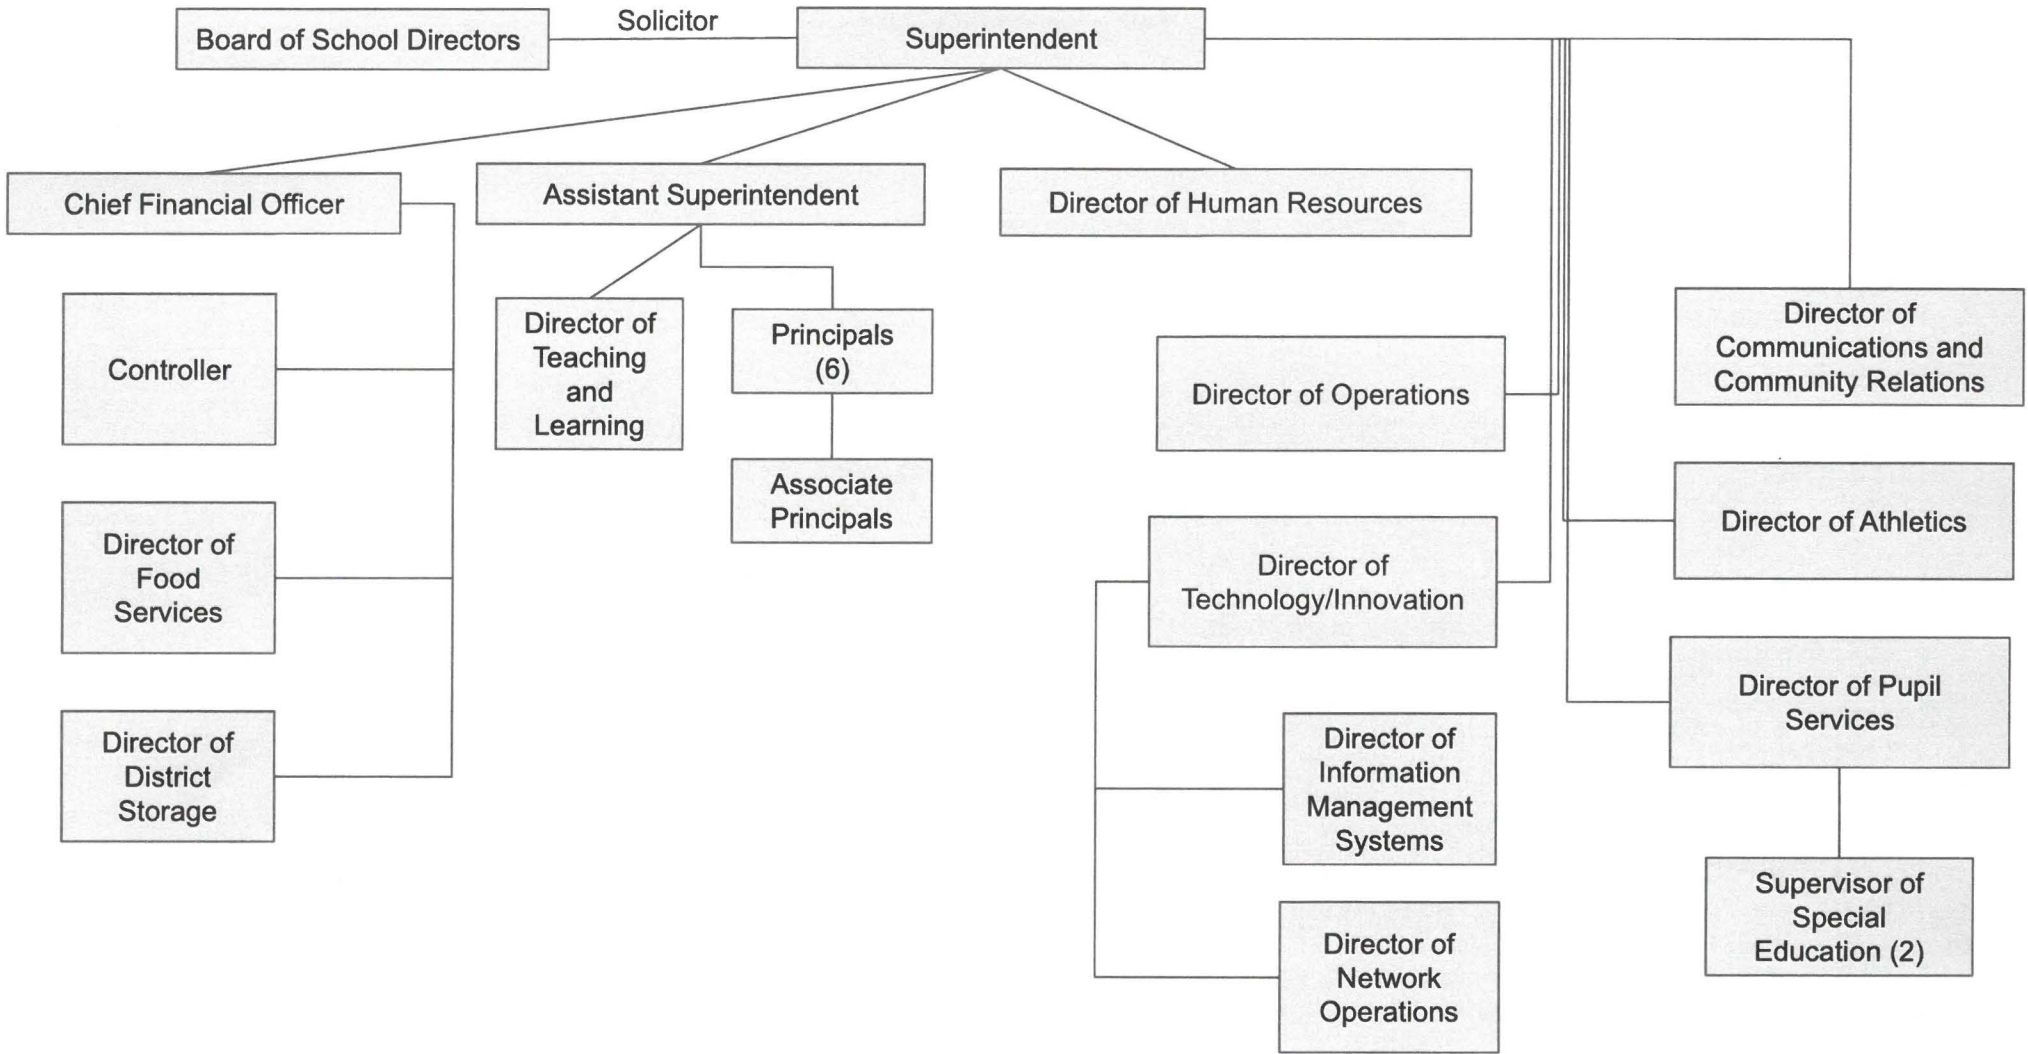 Solicitor
Board of School Directors
Superintendent
Chief Financial Officer
Assistant Superintendent
Director of Human Resources
Controller
Director of
Food
Services
Director of
District
Storage
Director of
Teaching
and
Learning
Principals
(6)
Associate
Principals
Director of Operations
Director of
Technology/Innovation
Director of
Information
Management
Systems
Director of
Network
Operations
Director of
Communications and
Community Relations
Director of Athletics
Director of Pupil
Services
Supervisor of
Special
Education (2)